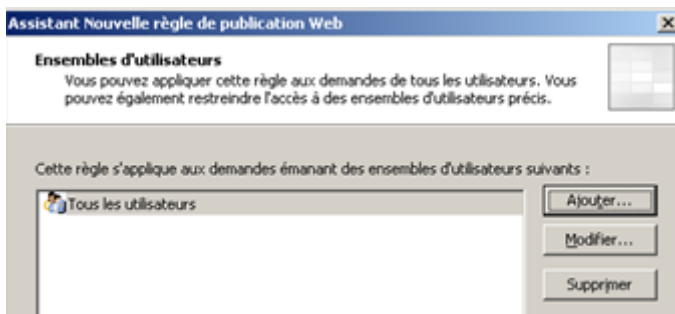 Assistant Nouvelle règle de publication Web
Ensembles d'utilisateurs
Vous pouvez appliquer cette règle aux demandes de tous les utilisateurs. Vous
pouvez également restreindre l'accès à des ensembles d'utilisateurs précis.
Cette règle s'applique aux demandes émanant des ensembles d'utilisateurs suivants :
Tous les utilisateurs
Ajouter...
Modifier...
Supprimer